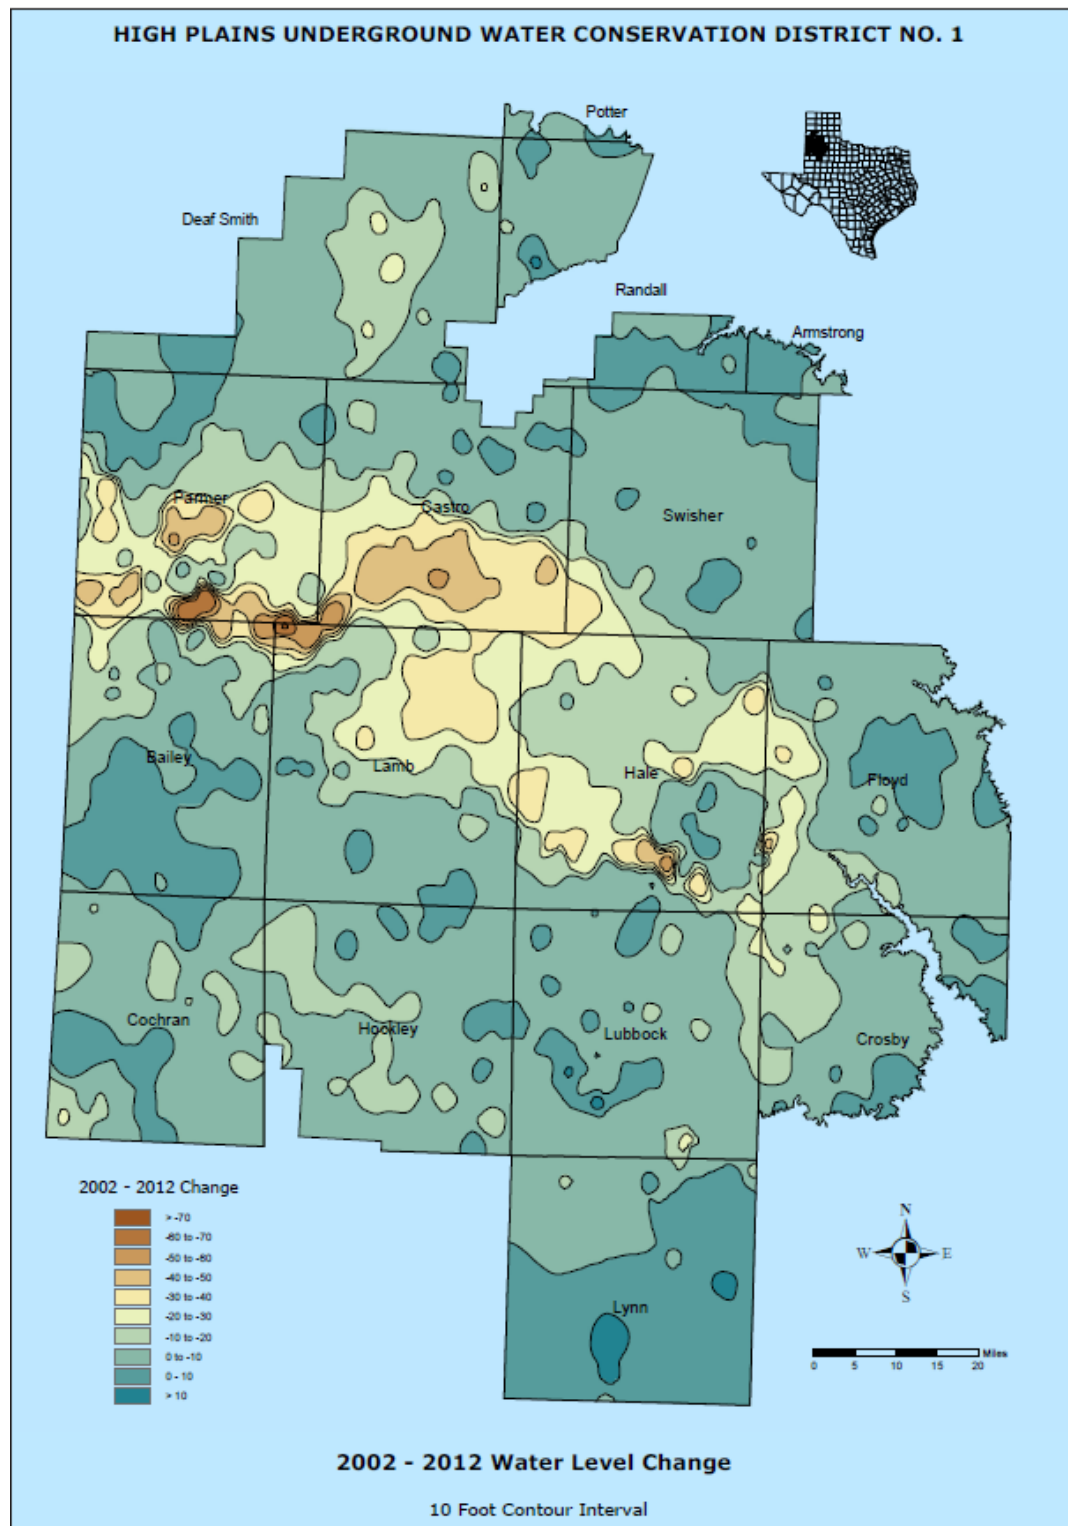 HIGH PLAINS UNDERGROUND WATER CONSERVATION DISTRICT NO. 1
Potter
Deaf Smith
Randall
Armstrong
Parmer
Castro
Swisher
Bailey
Lamb
Hale
Floyd
Cochran
Hockley
Lubbock
Crosby
2002 - 2012 Change
> -70
-60 to -70
-50 to -60
-40 to -50
-30 to -40
-20 to -30
-10 to -20
0 to -10
0 - 10
> 10
N
W E
S
Lynn
Miles
0 5 10 15 20
2002 - 2012 Water Level Change
10 Foot Contour Interval